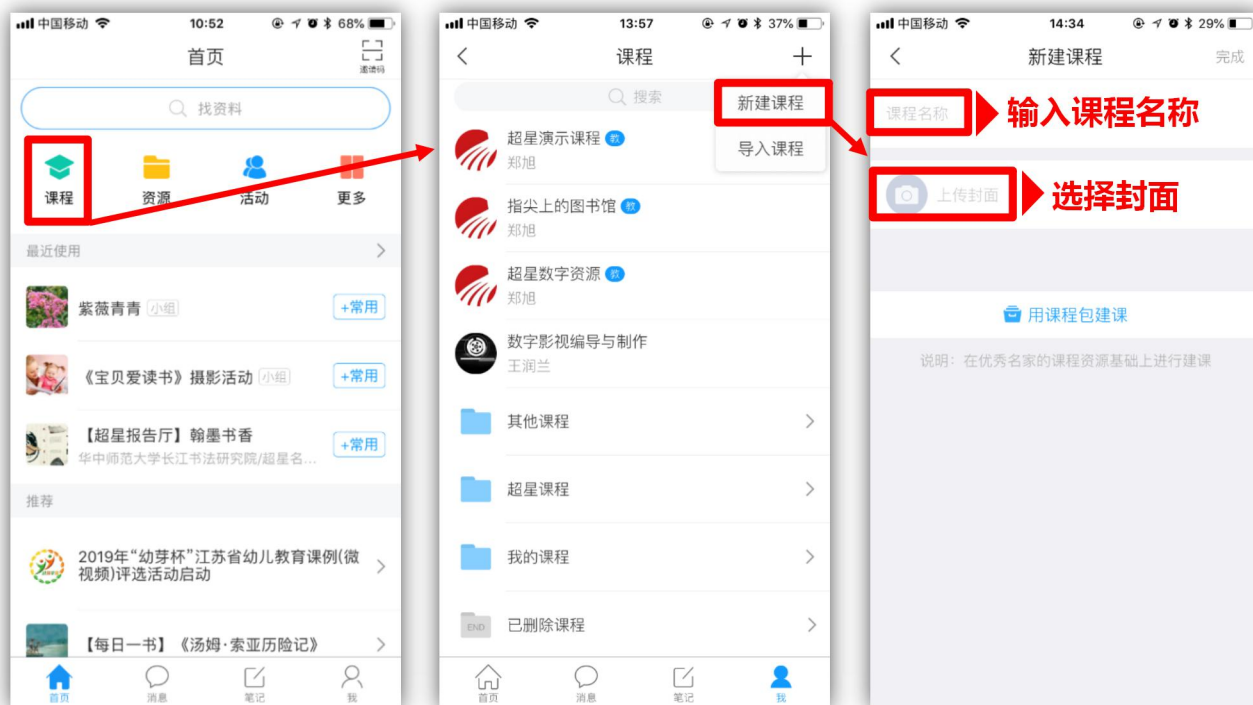 中国移动 10:52 68%
首页
邀请码
找资料
课程 资源 活动 更多
最近使用
紫薇青青 小组 +常用
《宝贝爱读书》摄影活动 小组 +常用
【超星报告厅】翰墨书香 +常用
华中师范大学长江书法研究院/超星名...
推荐
2019年“幼芽杯”江苏省幼儿教育课例(微
视频)评选活动启动
【每日一书】《汤姆·索亚历险记》
首页 消息 笔记 我
中国移动 13:57 37%
课程
搜索
新建课程
导入课程
超星演示课程 教
郑旭
指尖上的图书馆 教
郑旭
超星数字资源 教
郑旭
数字影视编导与制作
王润兰
其他课程
超星课程
我的课程
END 已删除课程
首页 消息 笔记 我
中国移动 14:34 29%
新建课程 完成
课程名称 输入课程名称
上传封面 选择封面
用课程包建课
说明：在优秀名家的课程资源基础上进行建课